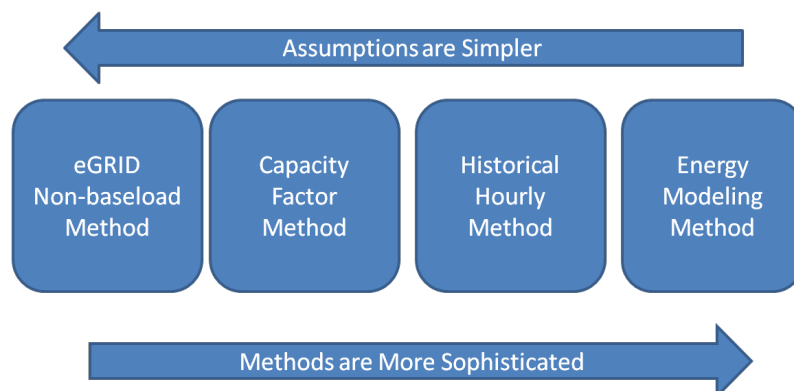 Assumptions are Simpler
eGRID
Non-baseload
Method
Capacity
Factor
Method
Historical
Hourly
Method
Energy
Modeling
Method
Methods are More Sophisticated